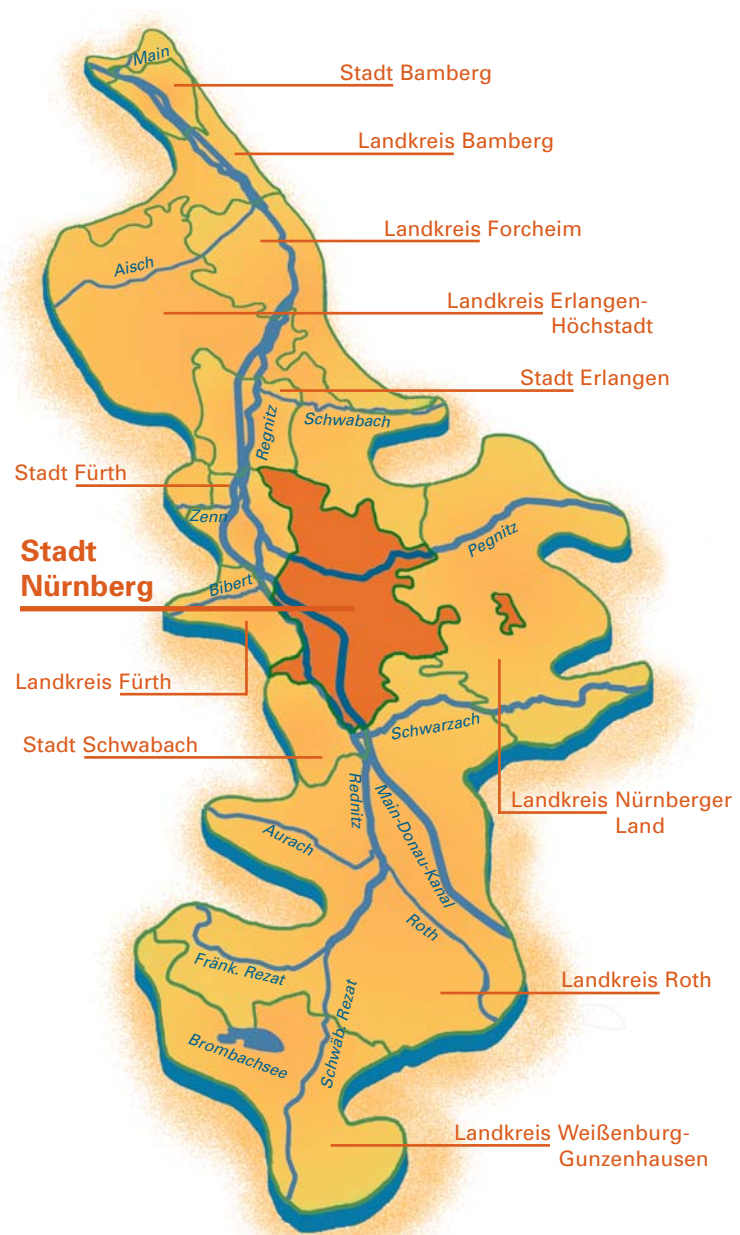 Main
Stadt Bamberg
Landkreis Bamberg
Landkreis Forcheim
Aisch
Landkreis Erlangen-
Höchstadt
Stadt Erlangen
Regnitz
Schwabach
Stadt Fürth
Zenn
Pegnitz
Stadt
Nürnberg
Bibert
Landkreis Fürth
Schwarzach
Stadt Schwabach
Rednitz
Main-Donau-Kanal
Landkreis Nürnberger
Land
Aurach
Roth
Fränk. Rezat
Landkreis Roth
Schwäb. Rezat
Brombachsee
Landkreis Weißenburg-
Gunzenhausen